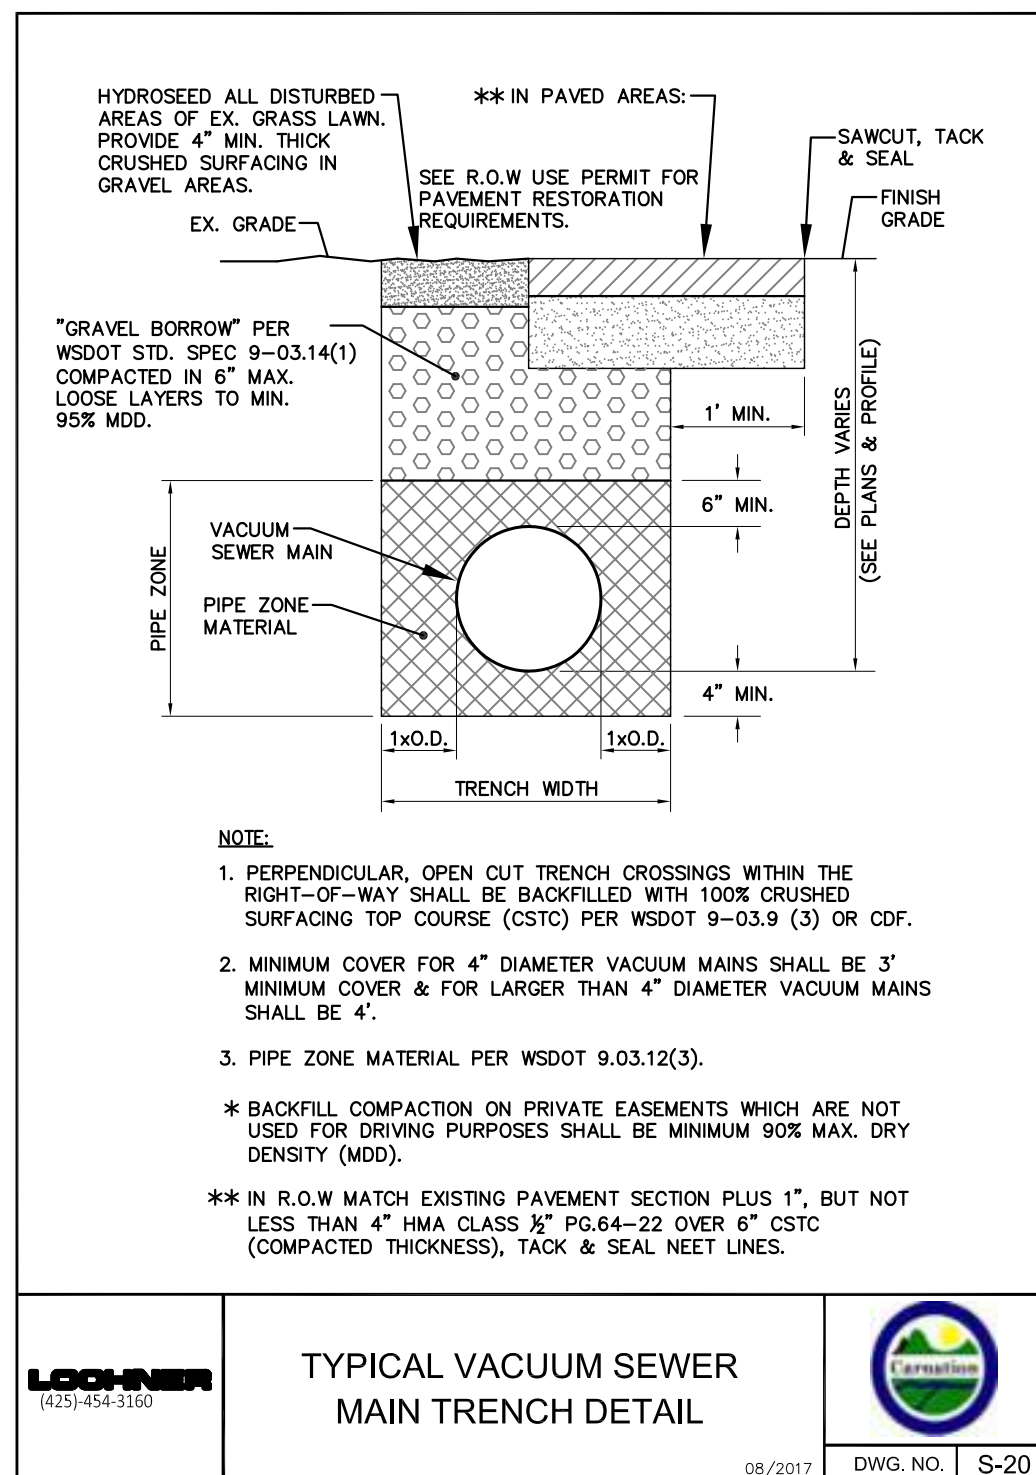 HYDROSEED ALL DISTURBED
AREAS OF EX. GRASS LAWN.
PROVIDE 4" MIN. THICK
CRUSHED SURFACING IN
GRAVEL AREAS.
** IN PAVED AREAS:
SEE R.O.W USE PERMIT FOR
PAVEMENT RESTORATION
REQUIREMENTS.
SAWCUT, TACK
& SEAL
FINISH
GRADE
EX. GRADE
"GRAVEL BORROW" PER
WSDOT STD. SPEC 9-03.14(1)
COMPACTED IN 6" MAX.
LOOSE LAYERS TO MIN.
95% MDD.
1' MIN.
DEPTH VARIES
(SEE PLANS & PROFILE)
6" MIN.
VACUUM
SEWER MAIN
PIPE ZONE
PIPE ZONE
MATERIAL
4" MIN.
1xO.D.
1xO.D.
TRENCH WIDTH
NOTE:
1. PERPENDICULAR, OPEN CUT TRENCH CROSSINGS WITHIN THE
RIGHT-OF-WAY SHALL BE BACKFILLED WITH 100% CRUSHED
SURFACING TOP COURSE (CSTC) PER WSDOT 9-03.9 (3) OR CDF.
2. MINIMUM COVER FOR 4" DIAMETER VACUUM MAINS SHALL BE 3'
MINIMUM COVER & FOR LARGER THAN 4" DIAMETER VACUUM MAINS
SHALL BE 4'.
3. PIPE ZONE MATERIAL PER WSDOT 9.03.12(3).
* BACKFILL COMPACTION ON PRIVATE EASEMENTS WHICH ARE NOT
USED FOR DRIVING PURPOSES SHALL BE MINIMUM 90% MAX. DRY
DENSITY (MDD).
** IN R.O.W MATCH EXISTING PAVEMENT SECTION PLUS 1", BUT NOT
LESS THAN 4" HMA CLASS ½" PG.64-22 OVER 6" CSTC
(COMPACTED THICKNESS), TACK & SEAL NEET LINES.
LOCHNER
(425)-454-3160
TYPICAL VACUUM SEWER
MAIN TRENCH DETAIL
08/2017
Carnation
DWG. NO. S-20